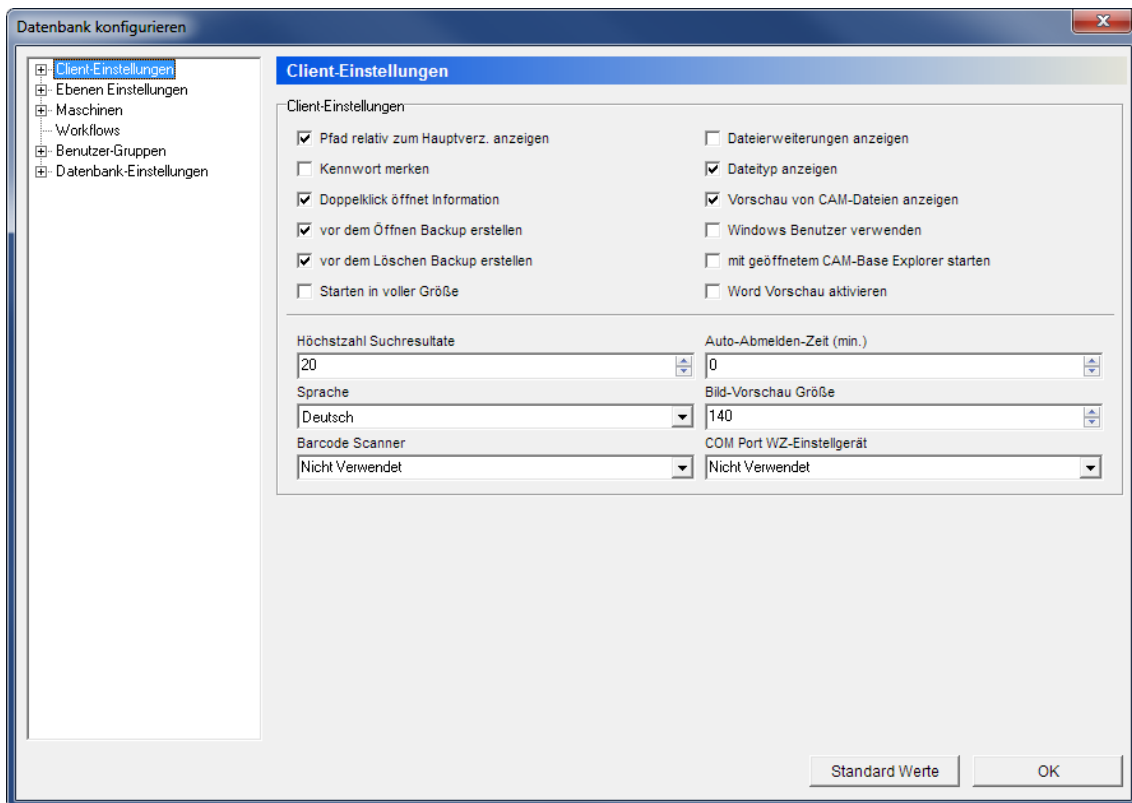 Datenbank konfigurieren
Client-Einstellungen
Ebenen Einstellungen
Maschinen
Workflows
Benutzer-Gruppen
Datenbank-Einstellungen
Client-Einstellungen
Client-Einstellungen
Pfad relativ zum Hauptverz. anzeigen
Dateierweiterungen anzeigen
Kennwort merken
Dateityp anzeigen
Doppelklick öffnet Information
Vorschau von CAM-Dateien anzeigen
vor dem Öffnen Backup erstellen
Windows Benutzer verwenden
vor dem Löschen Backup erstellen
mit geöffnetem CAM-Base Explorer starten
Starten in voller Größe
Word Vorschau aktivieren
Höchstzahl Suchresultate
Auto-Abmelden-Zeit (min.)
20
0
Sprache
Bild-Vorschau Größe
Deutsch
140
Barcode Scanner
COM Port WZ-Einstellgerät
Nicht Verwendet
Nicht Verwendet
Standard Werte
OK